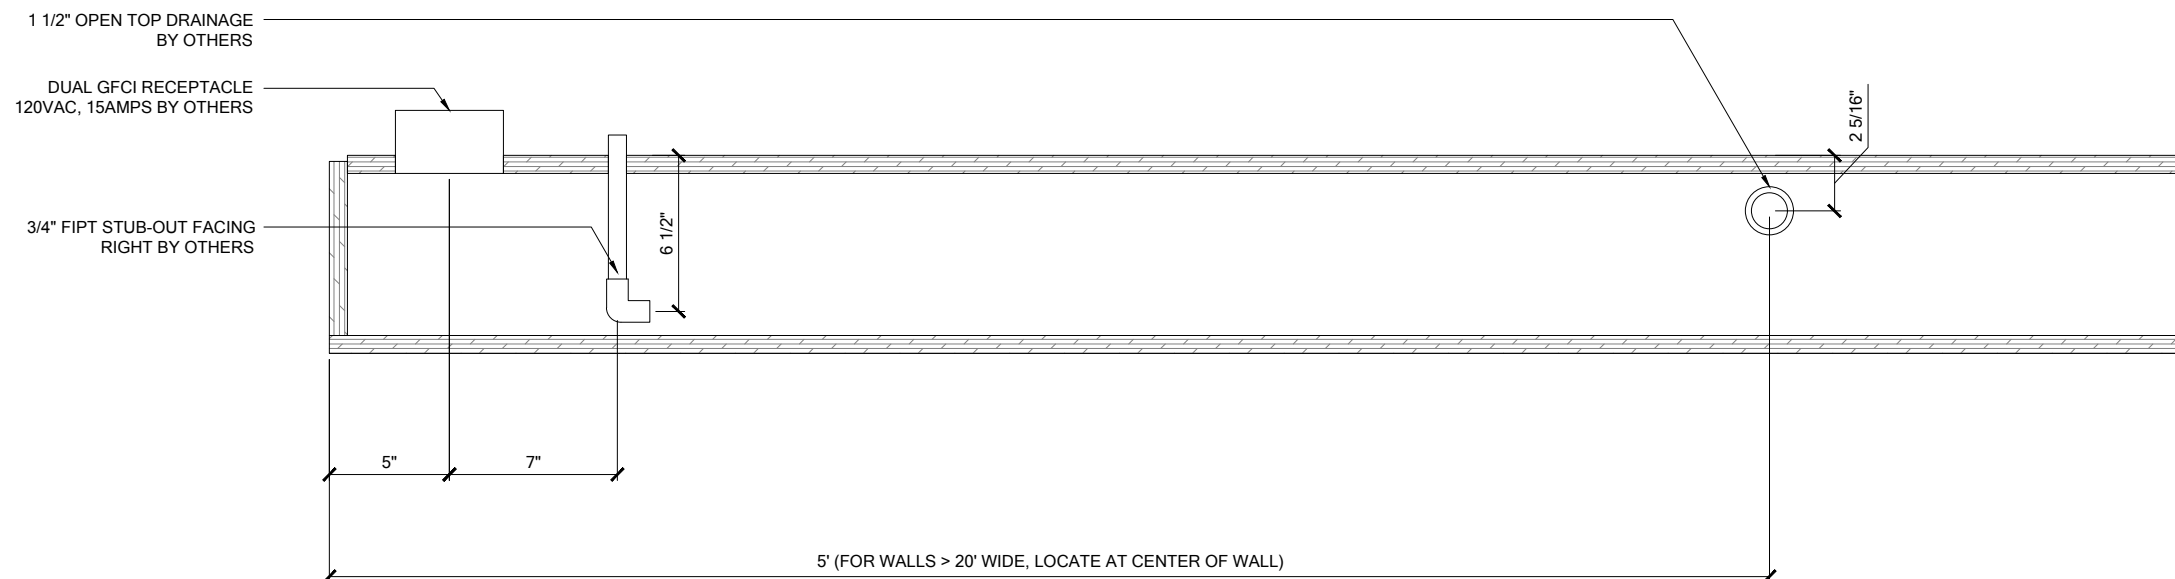 1 1/2" OPEN TOP DRAINAGE
BY OTHERS
DUAL GFCI RECEPTACLE
120VAC, 15AMPS BY OTHERS
2 5/16"
3/4" FIPT STUB-OUT FACING
RIGHT BY OTHERS
6 1/2"
5"
7"
5' (FOR WALLS > 20' WIDE, LOCATE AT CENTER OF WALL)